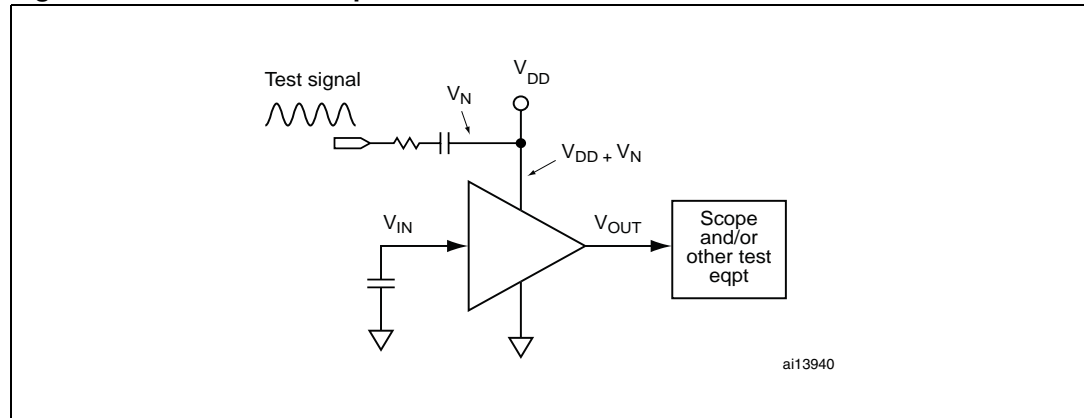 V_DD
Test signal
V_N
V_DD + V_N
V_IN
V_OUT
Scope
and/or
other test
eqpt
ai13940